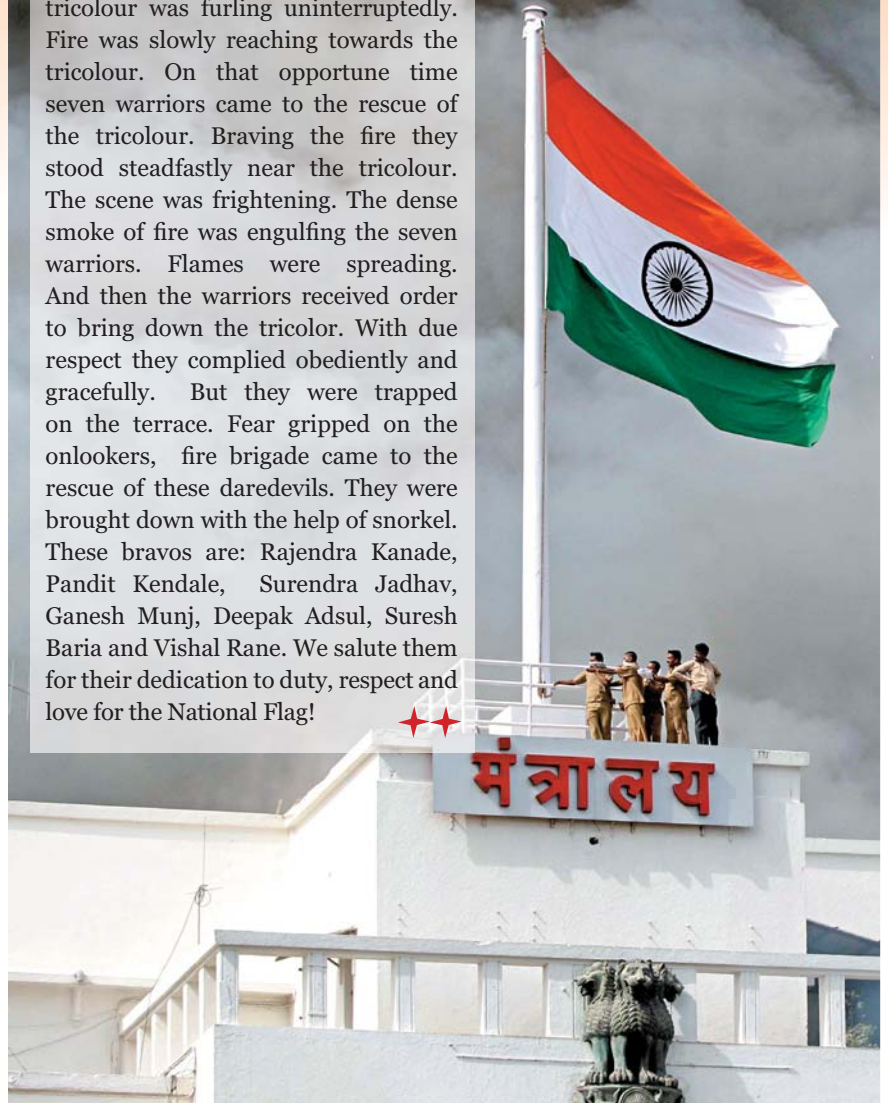 tricolour was furling uninterruptedly.
Fire was slowly reaching towards the
tricolour. On that opportune time
seven warriors came to the rescue of
the tricolour. Braving the fire they
stood steadfastly near the tricolour.
The scene was frightening. The dense
smoke of fire was engulfing the seven
warriors. Flames were spreading.
And then the warriors received order
to bring down the tricolor. With due
respect they complied obediently and
gracefully. But they were trapped
on the terrace. Fear gripped on the
onlookers, fire brigade came to the
rescue of these daredevils. They were
brought down with the help of snorkel.
These bravos are: Rajendra Kanade,
Pandit Kendale, Surendra Jadhav,
Ganesh Munj, Deepak Adsul, Suresh
Baria and Vishal Rane. We salute them
for their dedication to duty, respect and
love for the National Flag!
मंत्रालय